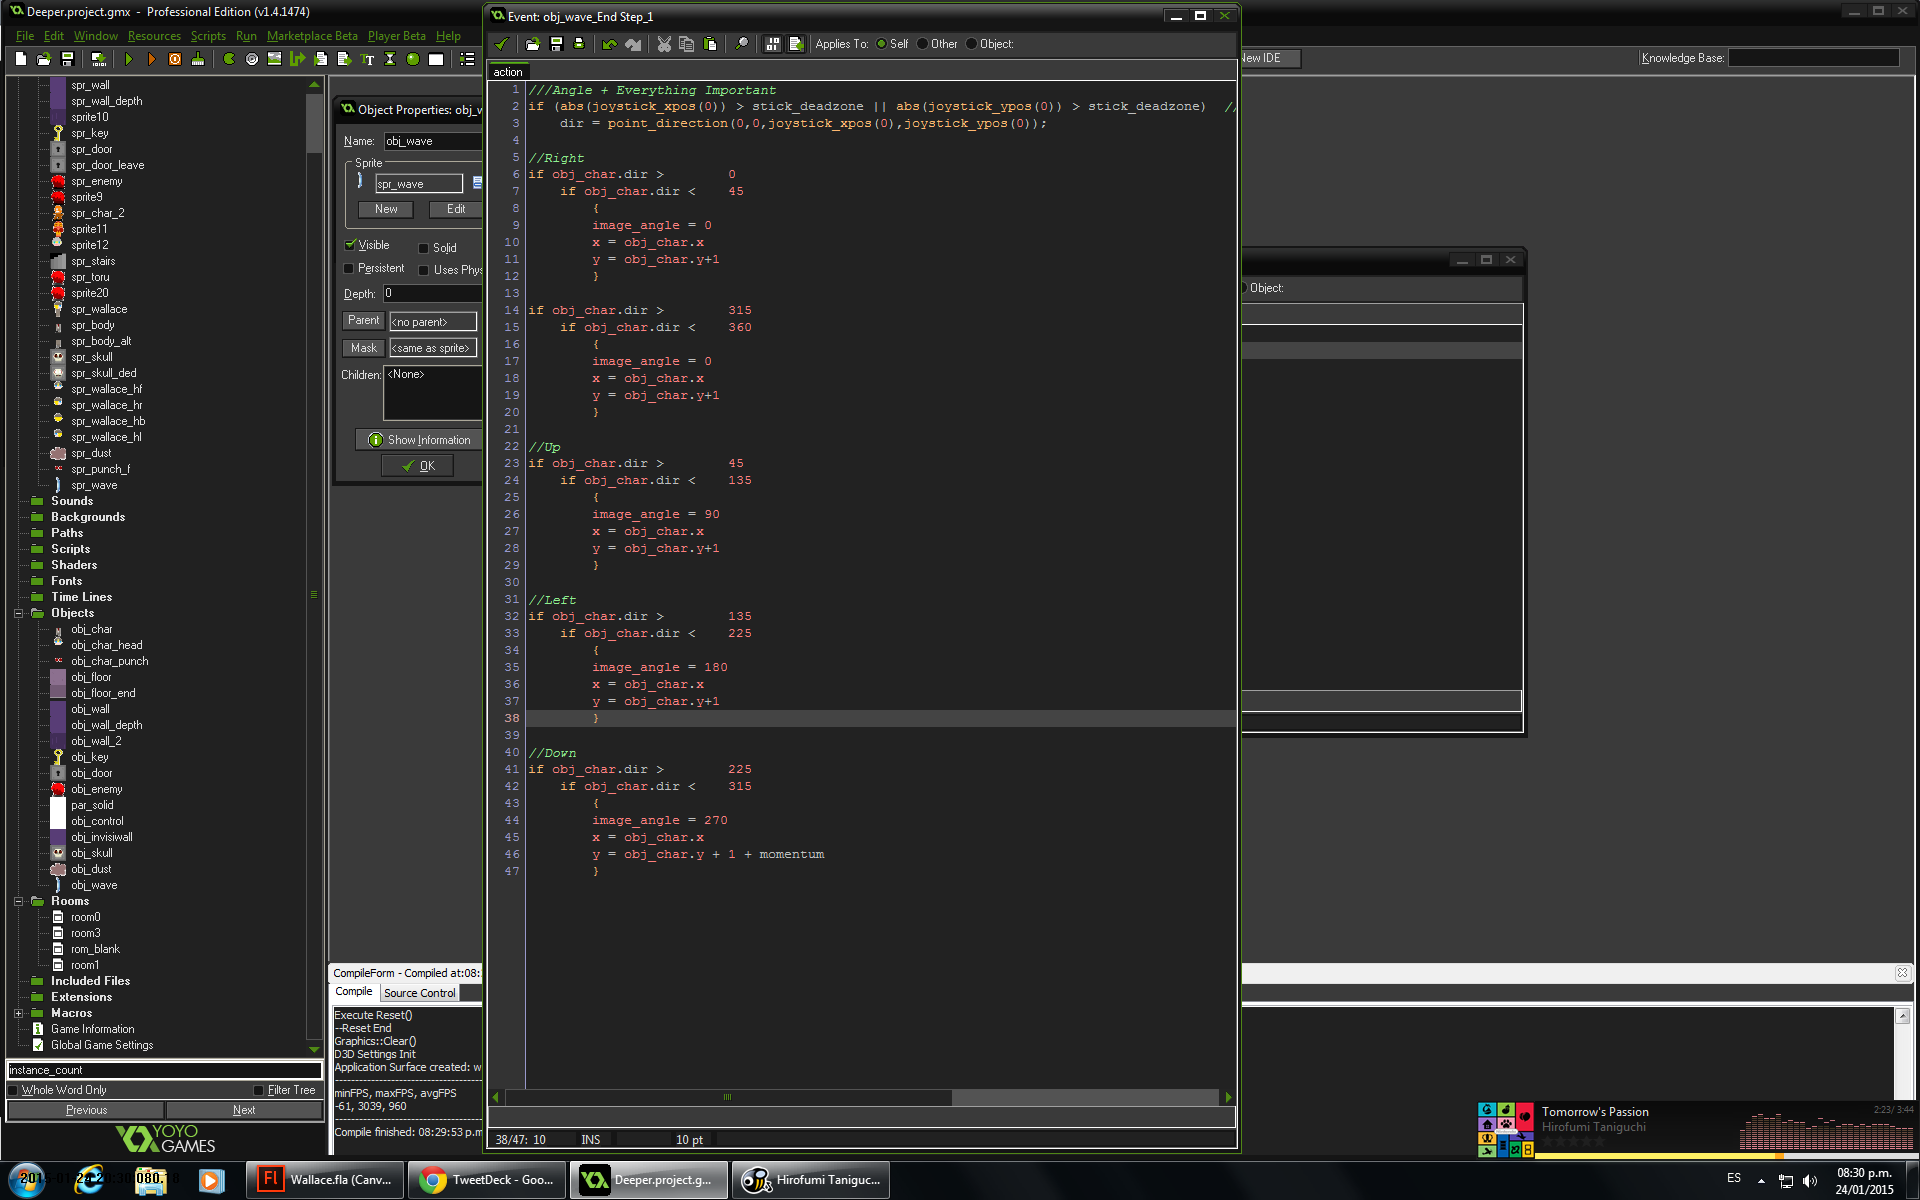 Deeper.project.gmx - Professional Edition (v1.4.1474)
File Edit Window Resources Scripts Run Marketplace Beta Player Beta Help
New IDE
Knowledge Base:
spr_wall
spr_wall_depth
sprite10
spr_key
spr_door
spr_door_leave
spr_enemy
sprite9
spr_char_2
sprite11
sprite12
spr_stairs
spr_toru
sprite20
spr_wallace
spr_body
spr_body_alt
spr_skull
spr_skull_ded
spr_wallace_hf
spr_wallace_hr
spr_wallace_hb
spr_wallace_hl
spr_dust
spr_punch_f
spr_wave
Sounds
Backgrounds
Paths
Scripts
Shaders
Fonts
Time Lines
Objects
obj_char
obj_char_head
obj_char_punch
obj_floor
obj_floor_end
obj_wall
obj_wall_depth
obj_wall_2
obj_key
obj_door
obj_enemy
par_solid
obj_control
obj_invisiwall
obj_skull
obj_dust
obj_wave
Rooms
room0
room3
rom_blank
room1
Included Files
Extensions
Macros
Game Information
Global Game Settings
instance_count
Whole Word Only Filter Tree
Previous Next
YOYO
GAMES
Object Properties: obj_w
Name: obj_wave
Sprite
spr_wave
New Edit
Visible Solid
Persistent Uses Phys
Depth: 0
Parent <no parent>
Mask <same as sprite>
Children: <None>
Show Information
OK
CompileForm - Compiled at:08:
Compile Source Control
Execute Reset()
--Reset End
Graphics::Clear()
D3D Settings Init
Application Surface created: w
minFPS, maxFPS, avgFPS
-61, 3039, 960
Compile finished: 08:29:53 p.m
Event: obj_wave_End Step_1
Applies To: Self Other Object:
action
1 ///Angle + Everything Important
2 if (abs(joystick_xpos(0)) > stick_deadzone || abs(joystick_ypos(0)) > stick_deadzone) //
3 dir = point_direction(0,0,joystick_xpos(0),joystick_ypos(0));
4
5 //Right
6 if obj_char.dir > 0
7 if obj_char.dir < 45
8 {
9 image_angle = 0
10 x = obj_char.x
11 y = obj_char.y+1
12 }
13
14 if obj_char.dir > 315
15 if obj_char.dir < 360
16 {
17 image_angle = 0
18 x = obj_char.x
19 y = obj_char.y+1
20 }
21
22 //Up
23 if obj_char.dir > 45
24 if obj_char.dir < 135
25 {
26 image_angle = 90
27 x = obj_char.x
28 y = obj_char.y+1
29 }
30
31 //Left
32 if obj_char.dir > 135
33 if obj_char.dir < 225
34 {
35 image_angle = 180
36 x = obj_char.x
37 y = obj_char.y+1
38 }
39
40 //Down
41 if obj_char.dir > 225
42 if obj_char.dir < 315
43 {
44 image_angle = 270
45 x = obj_char.x
46 y = obj_char.y + 1 + momentum
47 }
38/47: 10 INS 10 pt
Object:
Tomorrow's Passion
Hirofumi Taniguchi
2:23/3:44
Wallace.fla (Canv...
TweetDeck - Goo...
Deeper.project.g...
Hirofumi Taniguc...
ES
08:30 p.m.
24/01/2015